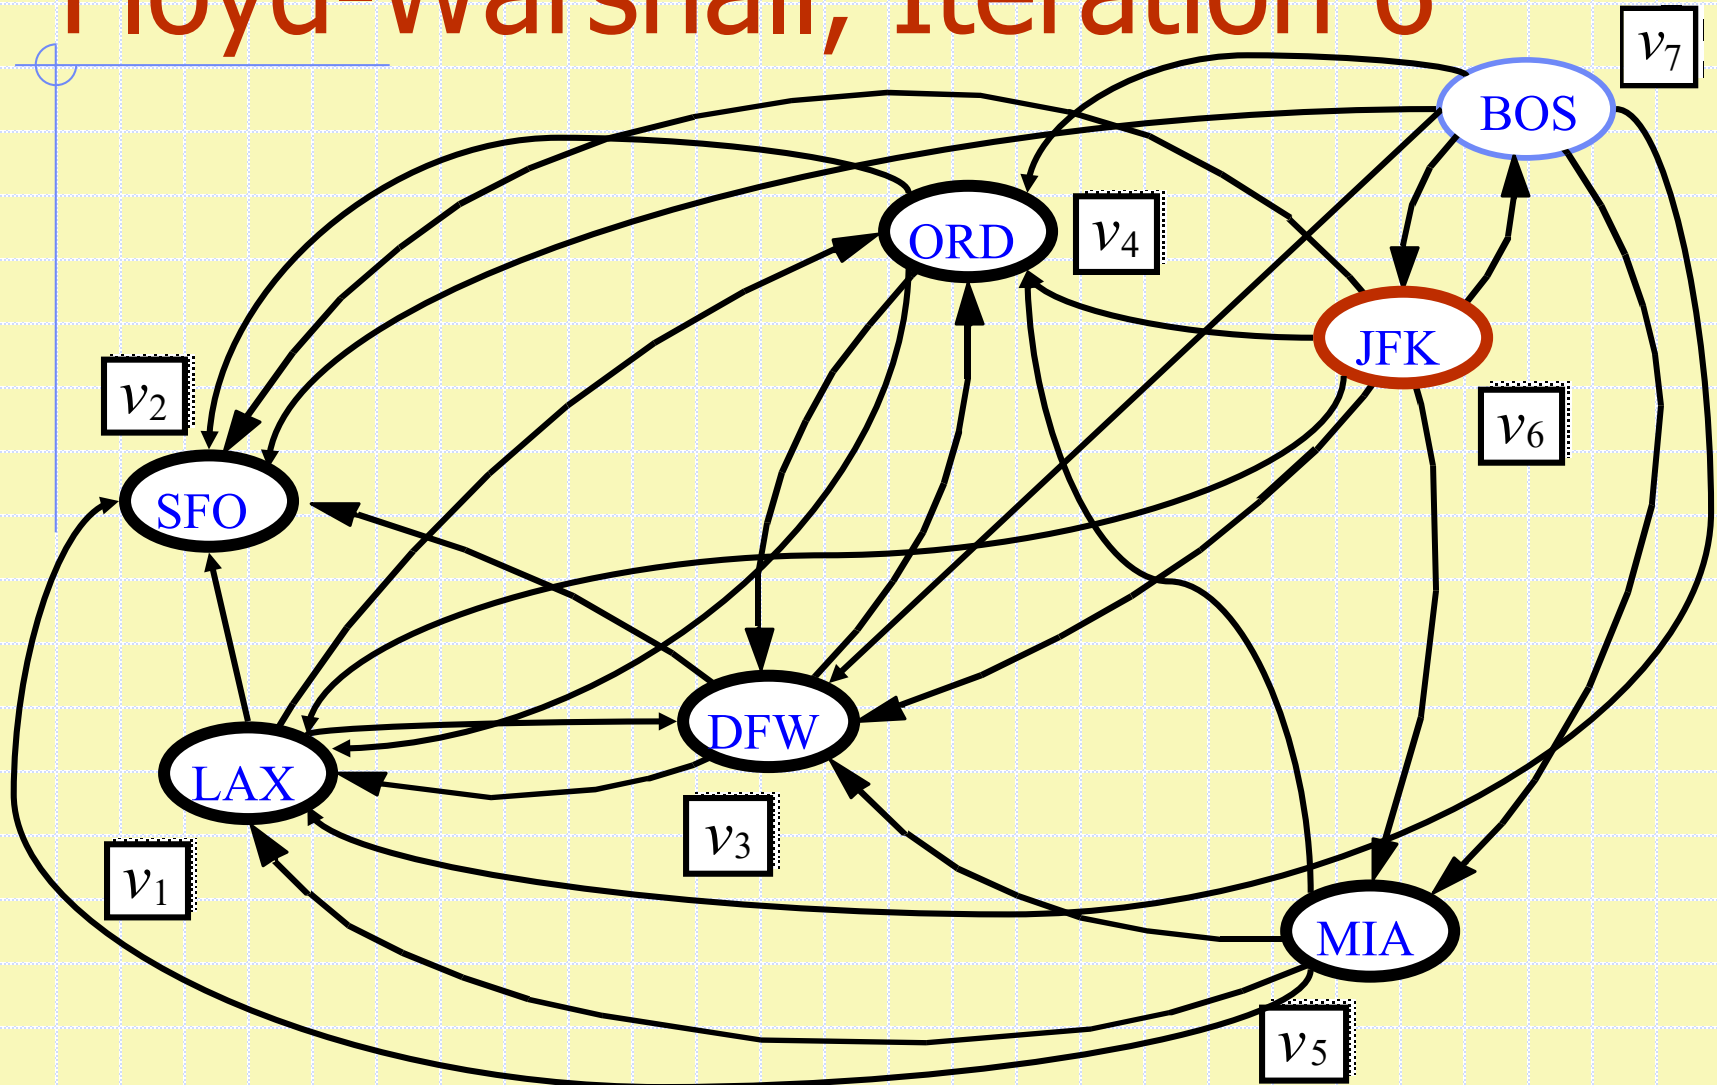 Floyd-Warshall, Iteration 6
v7
BOS
ORD
v4
JFK
v2
v6
SFO
DFW
LAX
v3
v1
MIA
v5